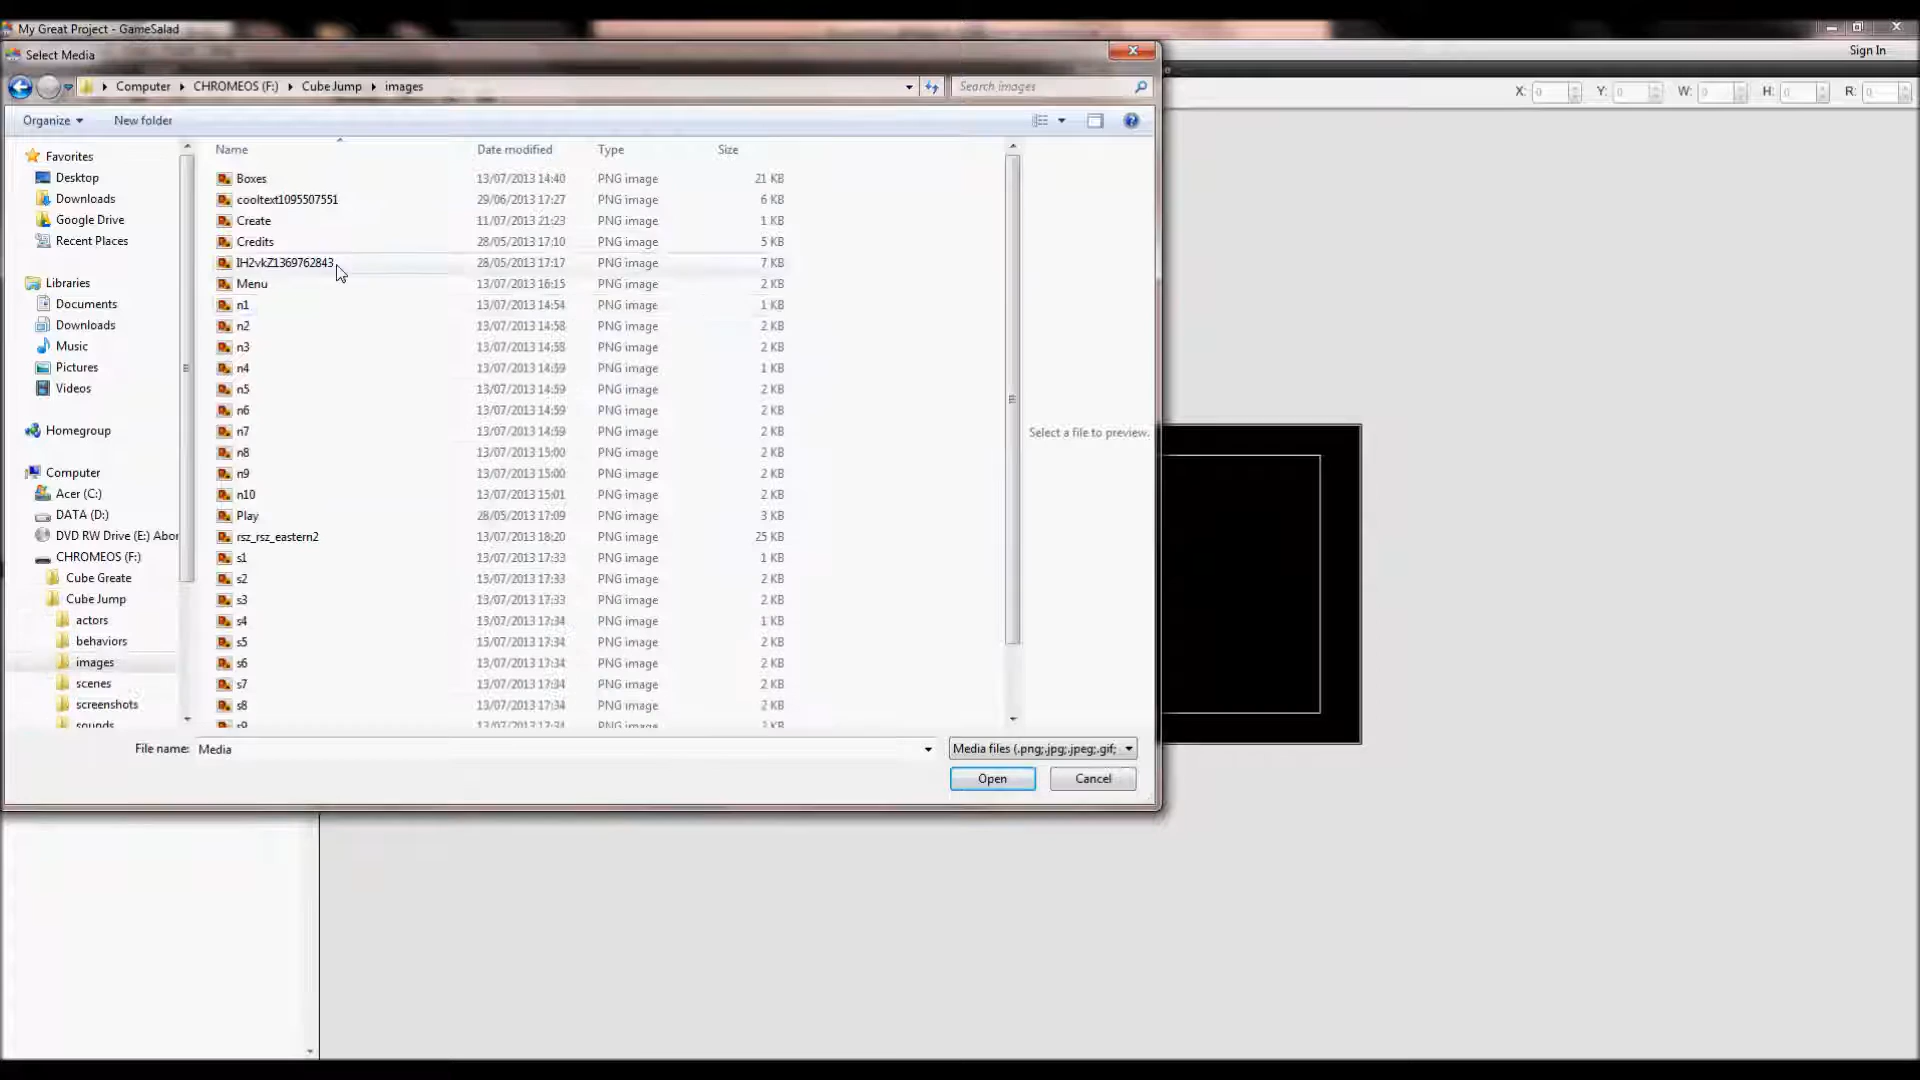 My Great Project - GameSalad
Select Media
Sign In
Computer CHROMEOS (F:) Cube Jump images
Search images
X: 0 Y: 0 W: 0 H: 0 R: 0
Organize New folder
Name Date modified Type Size
Favorites
Desktop
Downloads
Google Drive
Recent Places
Libraries
Documents
Downloads
Music
Pictures
Videos
Homegroup
Computer
Acer (C:)
DATA (D:)
DVD RW Drive (E:) Abor
CHROMEOS (F:)
Cube Greate
Cube Jump
actors
behaviors
images
scenes
screenshots
sounds
Boxes 13/07/2013 14:40 PNG image 21 KB
cooltext1095507551 29/06/2013 17:27 PNG image 6 KB
Create 11/07/2013 21:23 PNG image 1 KB
Credits 28/05/2013 17:10 PNG image 5 KB
IH2vkZ1369762843 28/05/2013 17:17 PNG image 7 KB
Menu 13/07/2013 16:15 PNG image 2 KB
n1 13/07/2013 14:54 PNG image 1 KB
n2 13/07/2013 14:58 PNG image 2 KB
n3 13/07/2013 14:58 PNG image 2 KB
n4 13/07/2013 14:59 PNG image 1 KB
n5 13/07/2013 14:59 PNG image 2 KB
n6 13/07/2013 14:59 PNG image 2 KB
n7 13/07/2013 14:59 PNG image 2 KB
n8 13/07/2013 15:00 PNG image 2 KB
n9 13/07/2013 15:00 PNG image 2 KB
n10 13/07/2013 15:01 PNG image 2 KB
Play 28/05/2013 17:09 PNG image 3 KB
rsz_rsz_eastern2 13/07/2013 18:20 PNG image 25 KB
s1 13/07/2013 17:33 PNG image 1 KB
s2 13/07/2013 17:33 PNG image 2 KB
s3 13/07/2013 17:33 PNG image 2 KB
s4 13/07/2013 17:34 PNG image 1 KB
s5 13/07/2013 17:34 PNG image 2 KB
s6 13/07/2013 17:34 PNG image 2 KB
s7 13/07/2013 17:34 PNG image 2 KB
s8 13/07/2013 17:34 PNG image 2 KB
s9 13/07/2013 17:34 PNG image 2 KB
Select a file to preview.
File name: Media
Media files (.png;.jpg;.jpeg;.gif;
Open Cancel